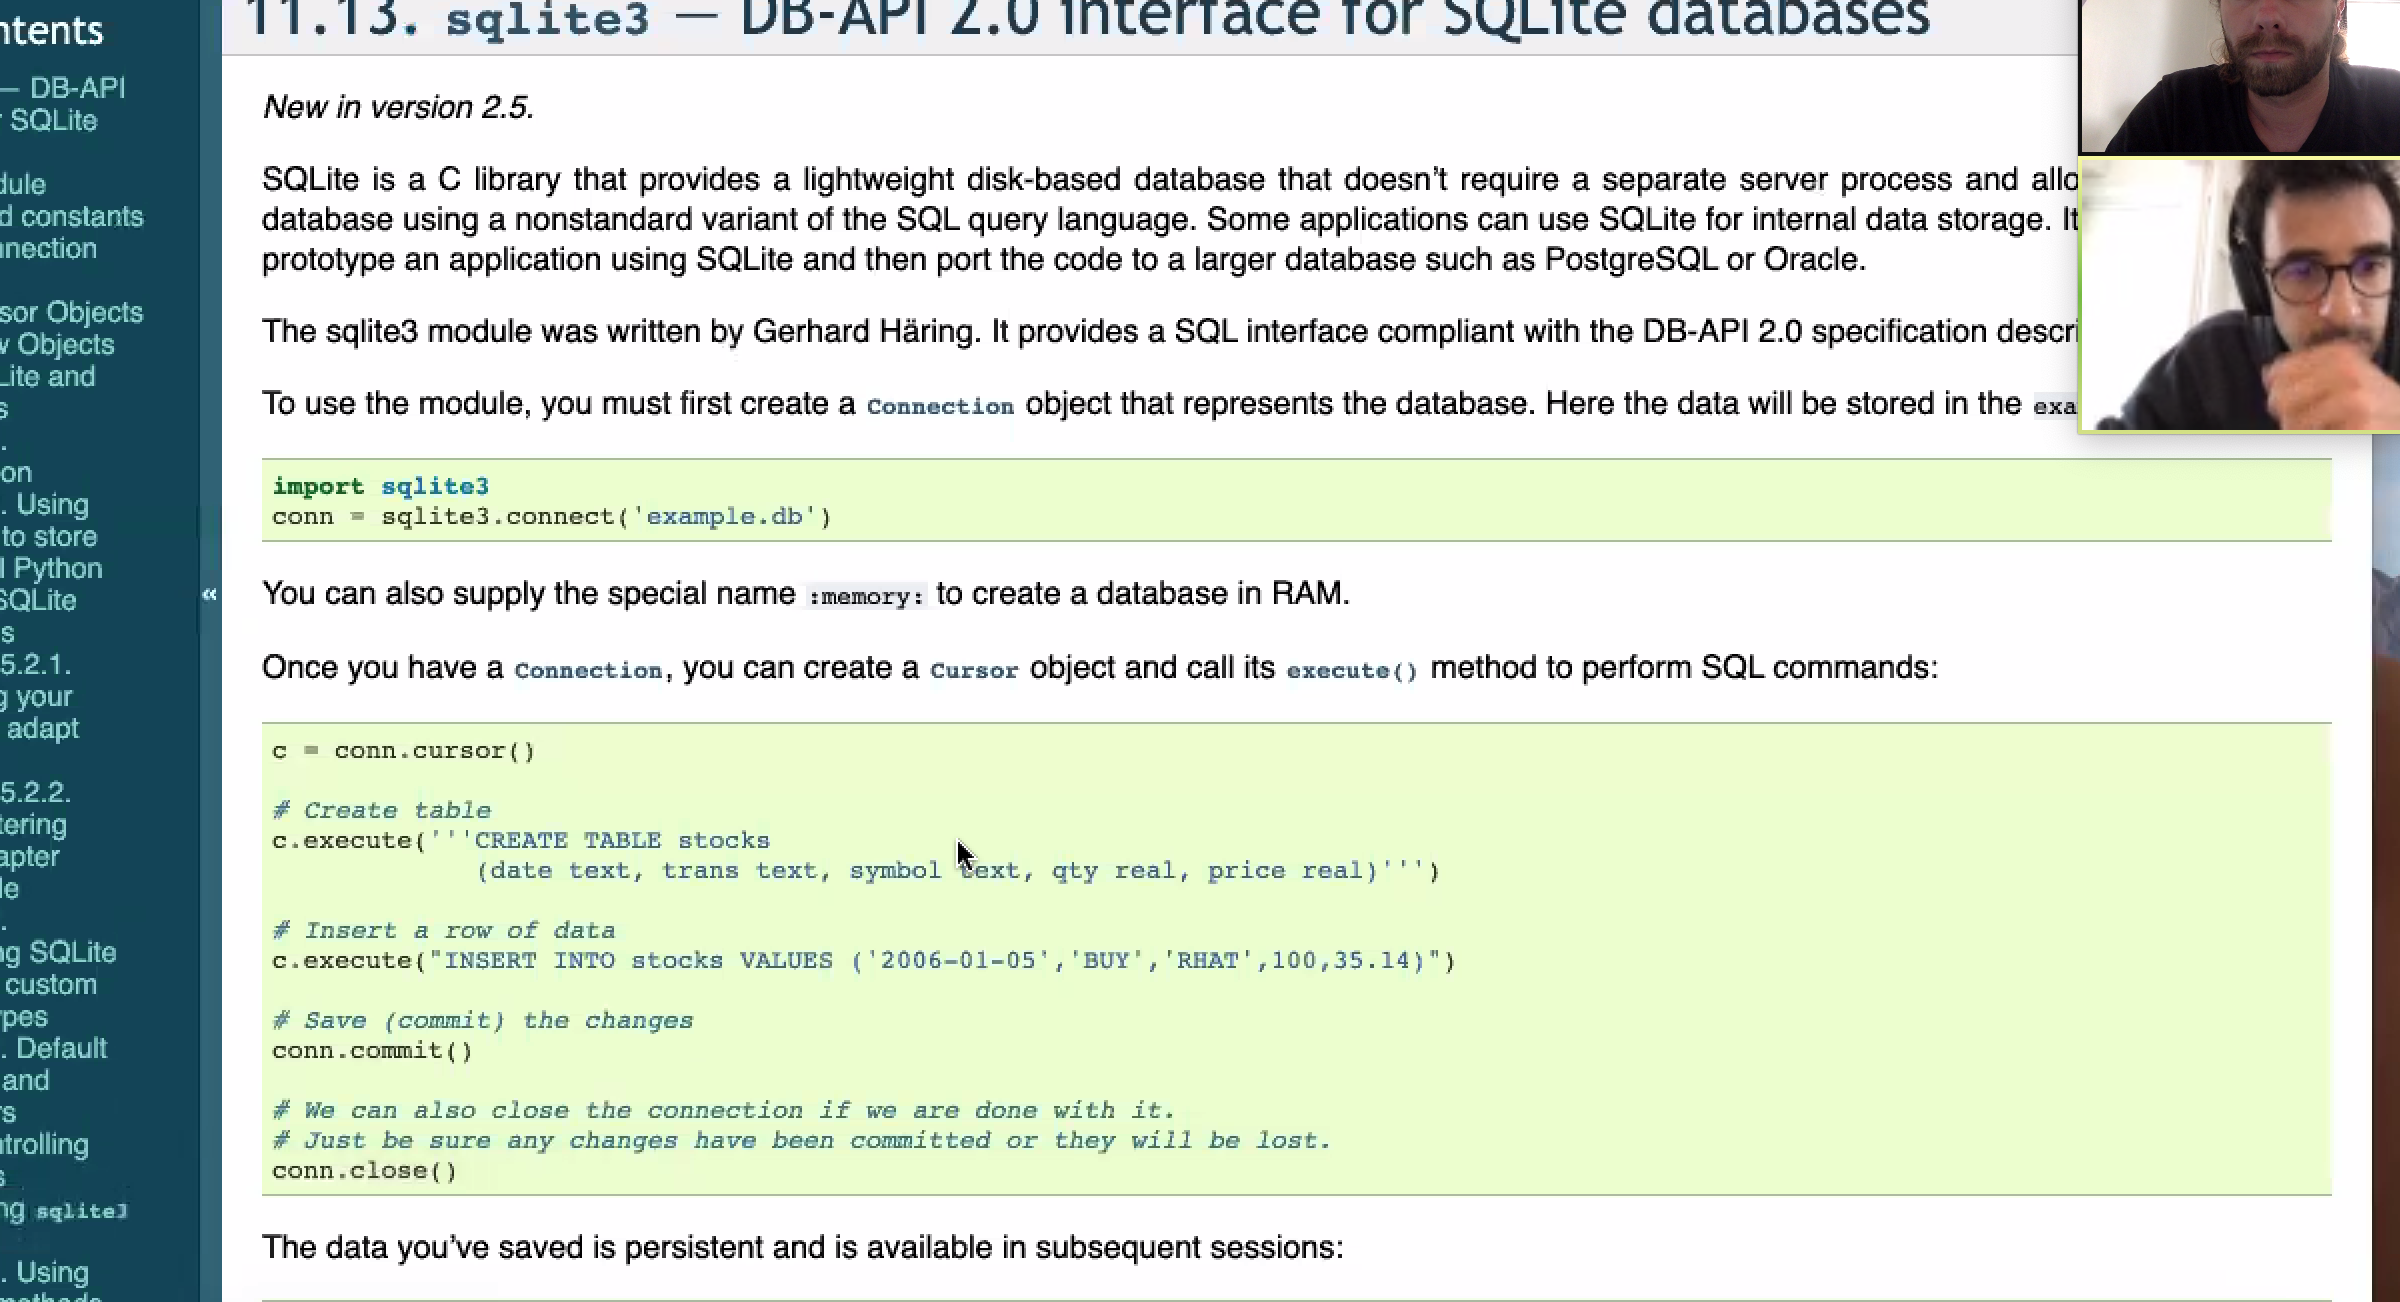 11.13. sqlite3 — DB-API 2.0 interface for SQLite databases
ntents
— DB-API
r SQLite
dule
d constants
nnection
sor Objects
w Objects
Lite and
s
.
on
. Using
to store
l Python
SQLite
s
5.2.1.
g your
adapt
5.2.2.
tering
apter
le
.
ng SQLite
custom
ypes
. Default
and
rs
ntrolling
s
ng sqlite3
. Using
methods
«
New in version 2.5.
SQLite is a C library that provides a lightweight disk-based database that doesn’t require a separate server process and allo
database using a nonstandard variant of the SQL query language. Some applications can use SQLite for internal data storage. It
prototype an application using SQLite and then port the code to a larger database such as PostgreSQL or Oracle.
The sqlite3 module was written by Gerhard Häring. It provides a SQL interface compliant with the DB-API 2.0 specification descri
To use the module, you must first create a Connection object that represents the database. Here the data will be stored in the exa
import sqlite3
conn = sqlite3.connect('example.db')
You can also supply the special name :memory: to create a database in RAM.
Once you have a Connection, you can create a Cursor object and call its execute() method to perform SQL commands:
c = conn.cursor()
# Create table
c.execute('''CREATE TABLE stocks
(date text, trans text, symbol text, qty real, price real)''')
# Insert a row of data
c.execute("INSERT INTO stocks VALUES ('2006-01-05','BUY','RHAT',100,35.14)")
# Save (commit) the changes
conn.commit()
# We can also close the connection if we are done with it.
# Just be sure any changes have been committed or they will be lost.
conn.close()
The data you’ve saved is persistent and is available in subsequent sessions: